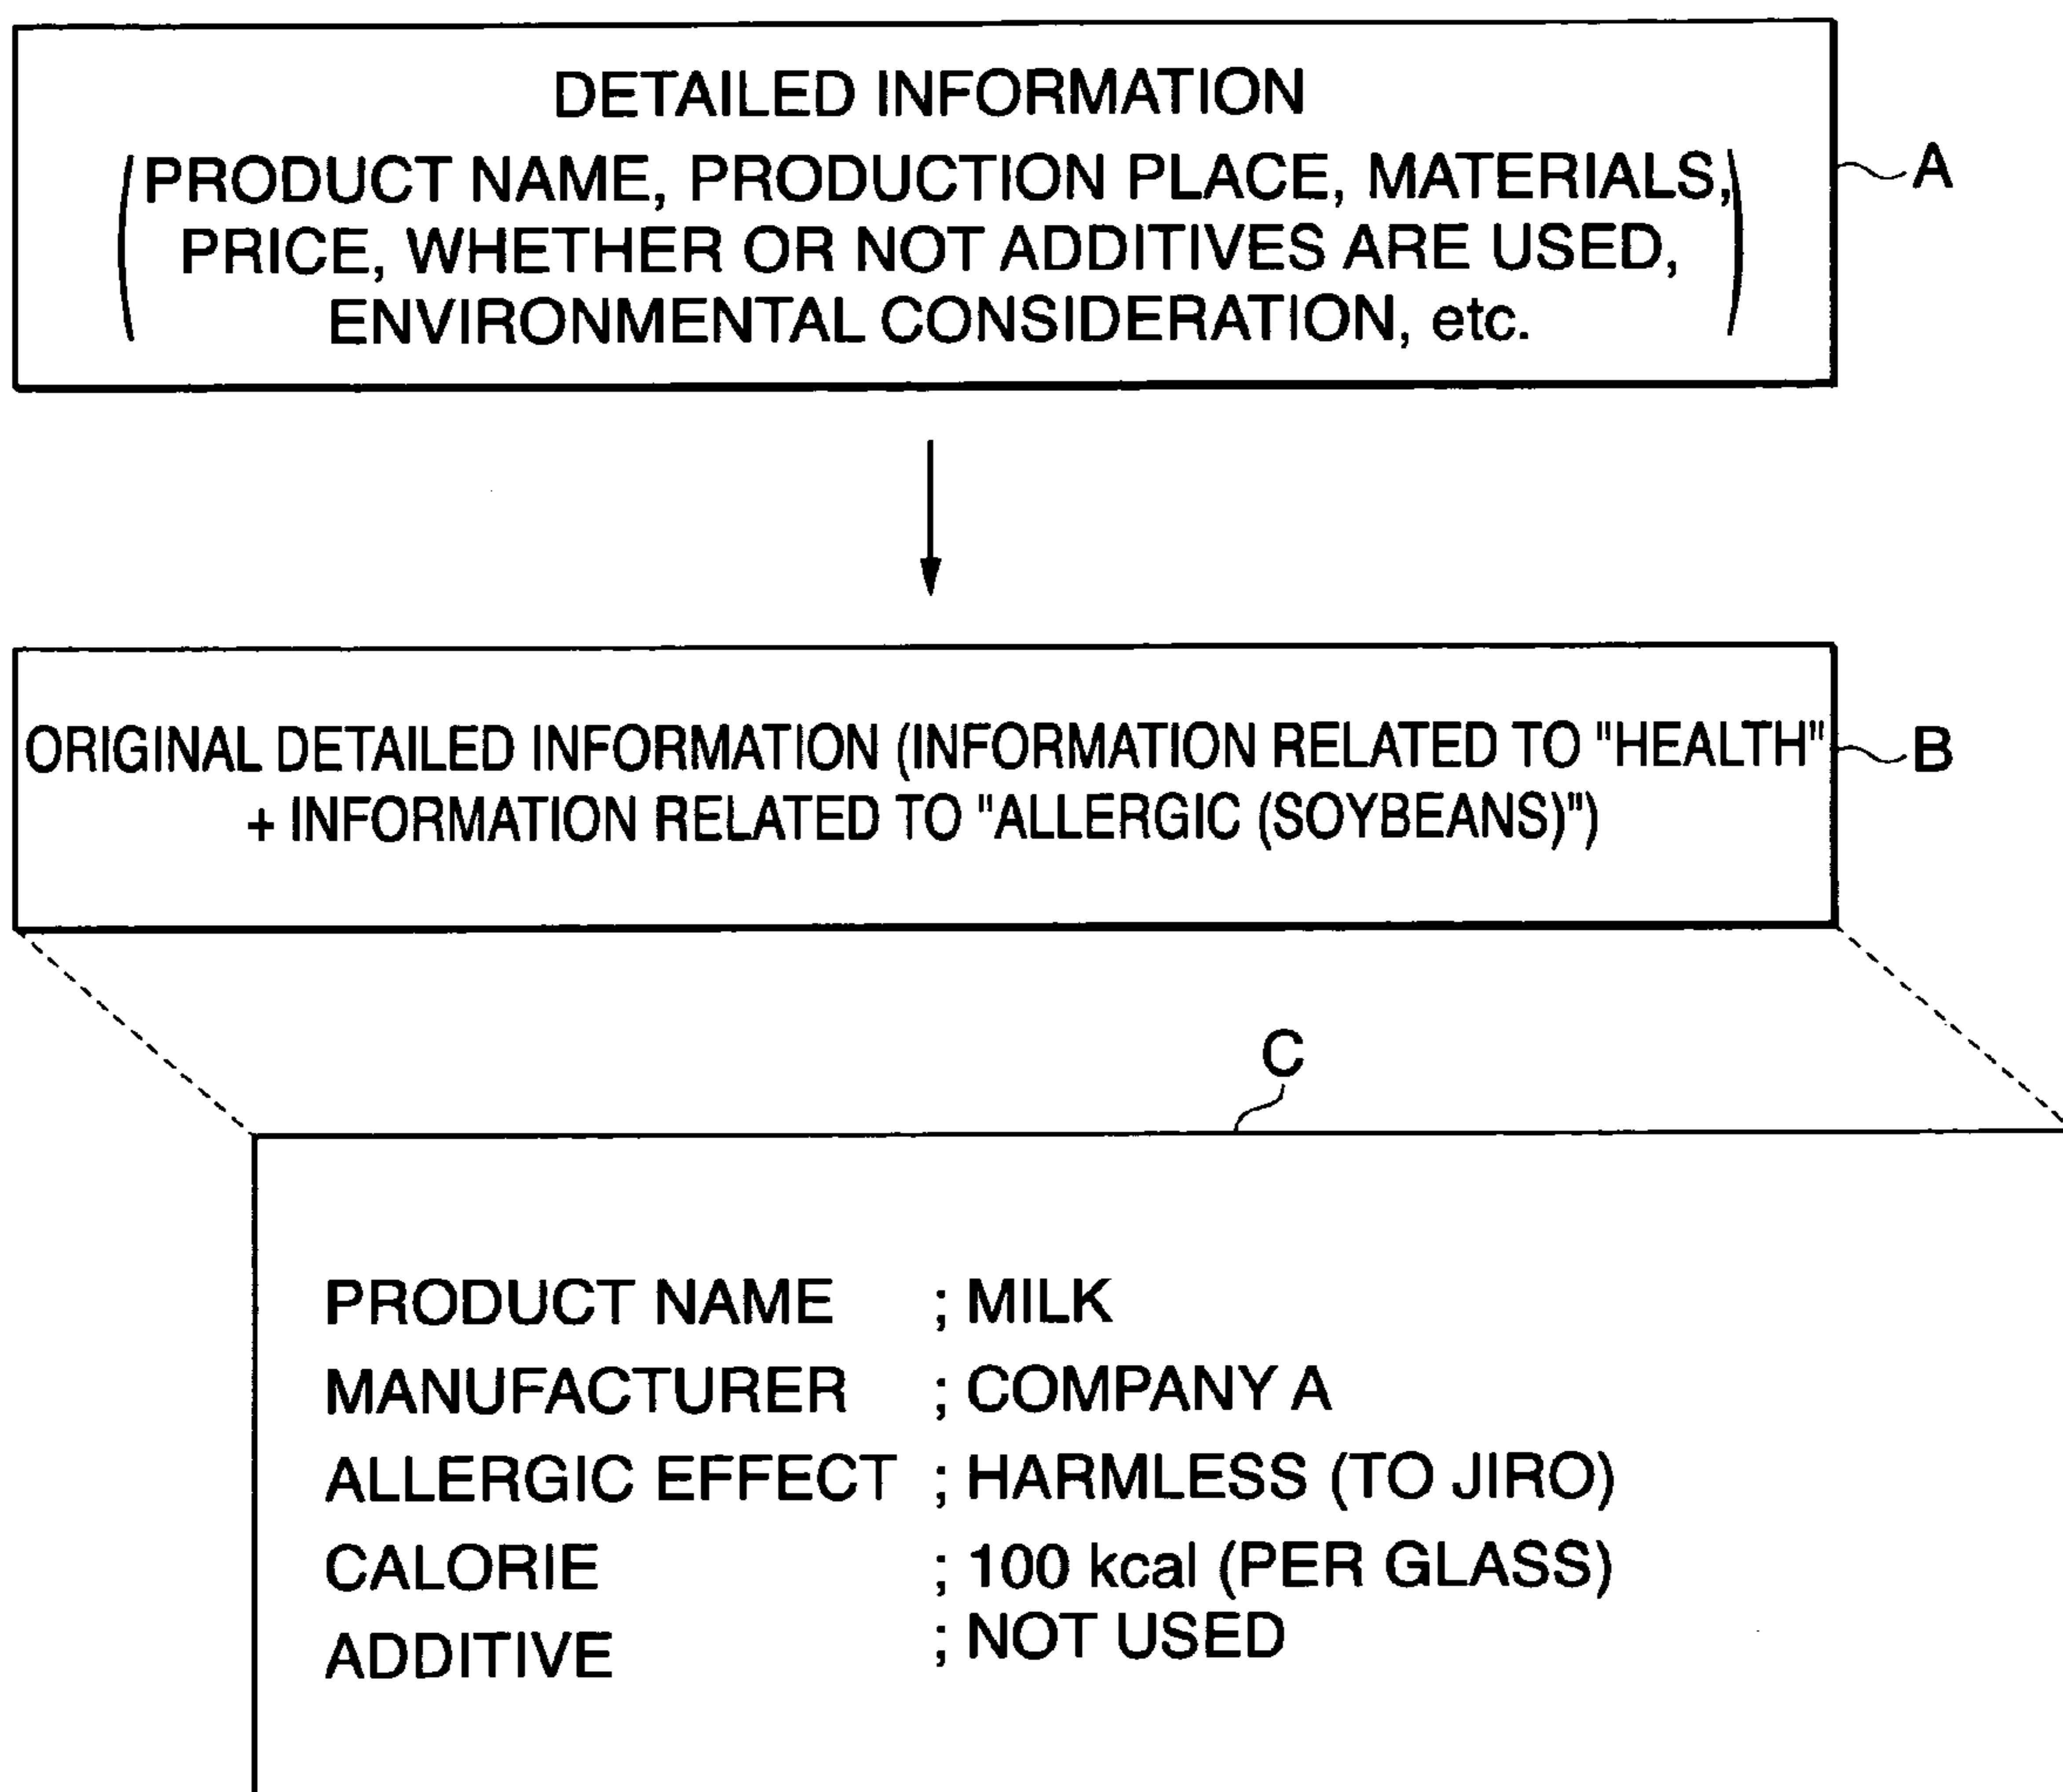 DETAILED INFORMATION
(PRODUCT NAME, PRODUCTION PLACE, MATERIALS,
PRICE, WHETHER OR NOT ADDITIVES ARE USED,
ENVIRONMENTAL CONSIDERATION, etc.)
A
ORIGINAL DETAILED INFORMATION (INFORMATION RELATED TO "HEALTH"
+ INFORMATION RELATED TO "ALLERGIC (SOYBEANS)")
B
C
PRODUCT NAME ; MILK
MANUFACTURER ; COMPANY A
ALLERGIC EFFECT ; HARMLESS (TO JIRO)
CALORIE ; 100 kcal (PER GLASS)
ADDITIVE ; NOT USED